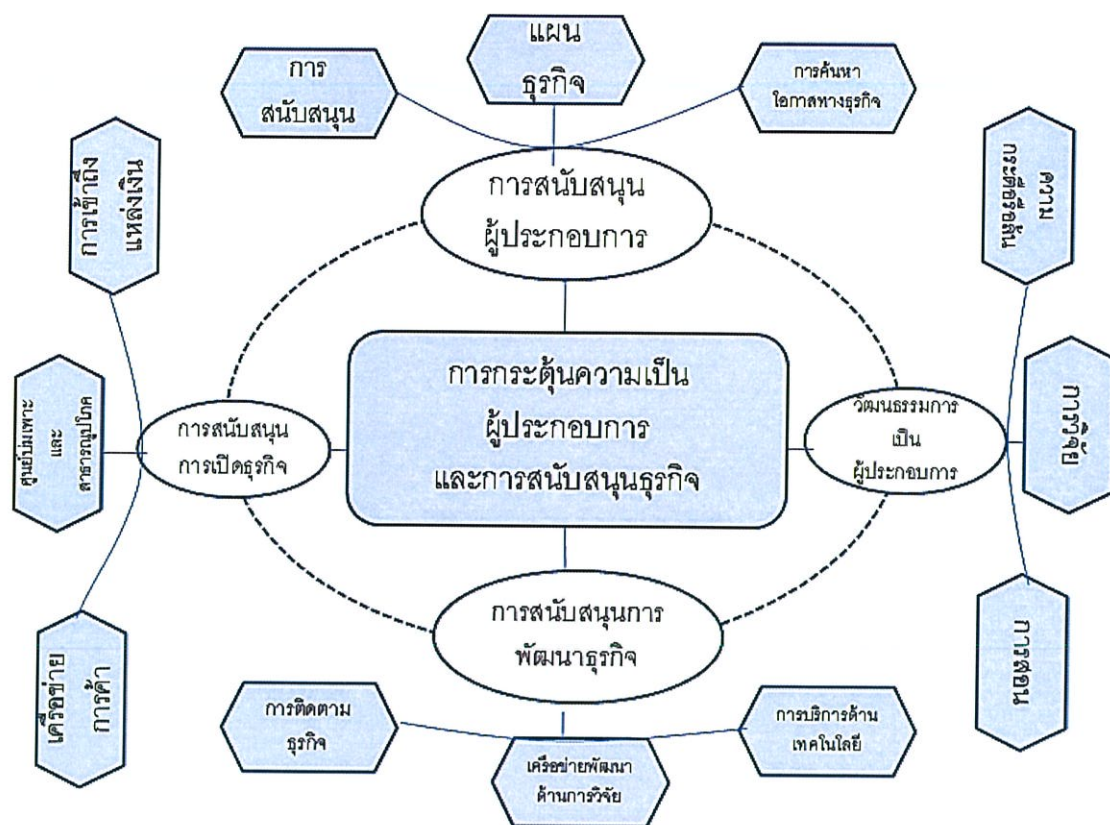 แผน
ธุรกิจ
การ
สนับสนุน
การค้นหา
โอกาสทางธุรกิจ
การสนับสนุน
ผู้ประกอบการ
การเข้าถึง
แหล่งเงิน
ความ
กระตือรือล้น
การกระตุ้นความเป็น
ผู้ประกอบการ
และการสนับสนุนธุรกิจ
ศูนย์บ่มเพาะ
และ
สาธารณูปโภค
การสนับสนุน
การเปิดธุรกิจ
วัฒนธรรมการ
เป็น
ผู้ประกอบการ
การวิจัย
การสนับสนุนการ
พัฒนาธุรกิจ
เครือข่าย
การค้า
การสอน
การติดตาม
ธุรกิจ
การบริการด้าน
เทคโนโลยี
เครือข่ายพัฒนา
ด้านการวิจัย